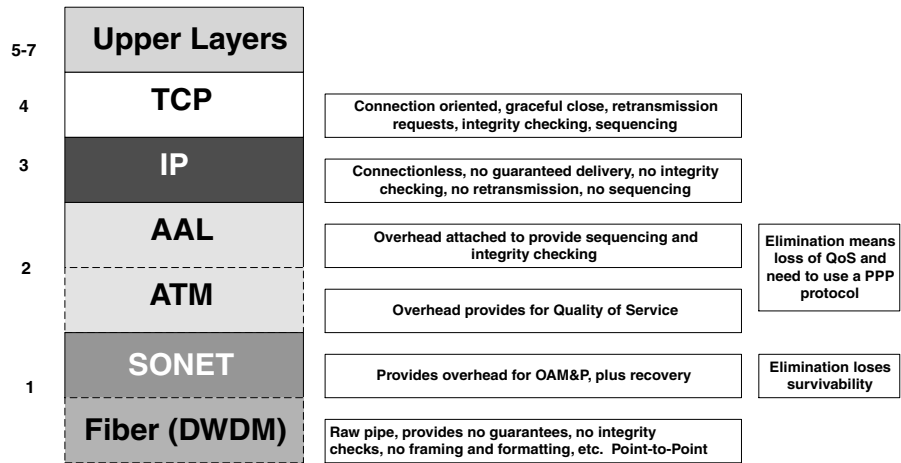 5-7
Upper Layers
4
TCP
Connection oriented, graceful close, retransmission
requests, integrity checking, sequencing
3
IP
Connectionless, no guaranteed delivery, no integrity
checking, no retransmission, no sequencing
2
AAL
Overhead attached to provide sequencing and
integrity checking
Elimination means
loss of QoS and
need to use a PPP
protocol
ATM
Overhead provides for Quality of Service
1
SONET
Provides overhead for OAM&P, plus recovery
Elimination loses
survivability
Fiber (DWDM)
Raw pipe, provides no guarantees, no integrity
checks, no framing and formatting, etc. Point-to-Point